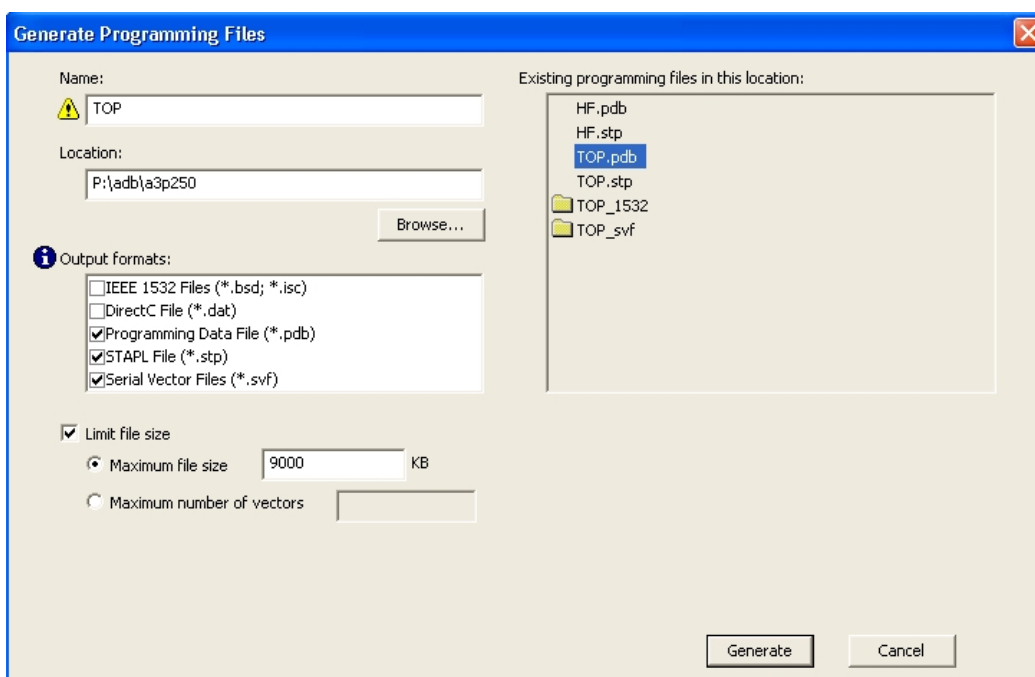 Generate Programming Files
Name:
TOP
Location:
P:\adb\a3p250
Browse...
Output formats:
IEEE 1532 Files (*.bsd; *.isc)
DirectC File (*.dat)
Programming Data File (*.pdb)
STAPL File (*.stp)
Serial Vector Files (*.svf)
Limit file size
Maximum file size 9000 KB
Maximum number of vectors
Existing programming files in this location:
HF.pdb
HF.stp
TOP.pdb
TOP.stp
TOP_1532
TOP_svf
Generate Cancel